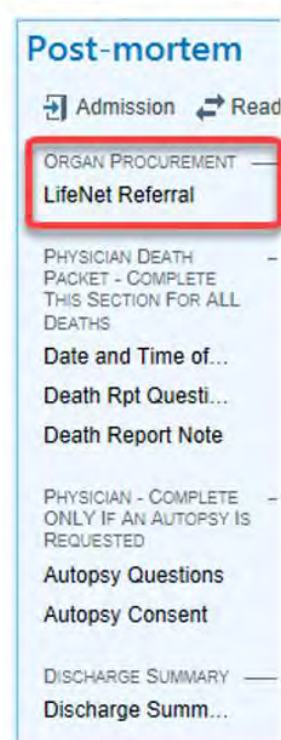 Post-mortem
Admission Read
ORGAN PROCUREMENT
LifeNet Referral
PHYSICIAN DEATH
PACKET - COMPLETE
THIS SECTION FOR ALL
DEATHS
Date and Time of...
Death Rpt Questi...
Death Report Note
PHYSICIAN - COMPLETE
ONLY IF AN AUTOPSY IS
REQUESTED
Autopsy Questions
Autopsy Consent
DISCHARGE SUMMARY
Discharge Summ...